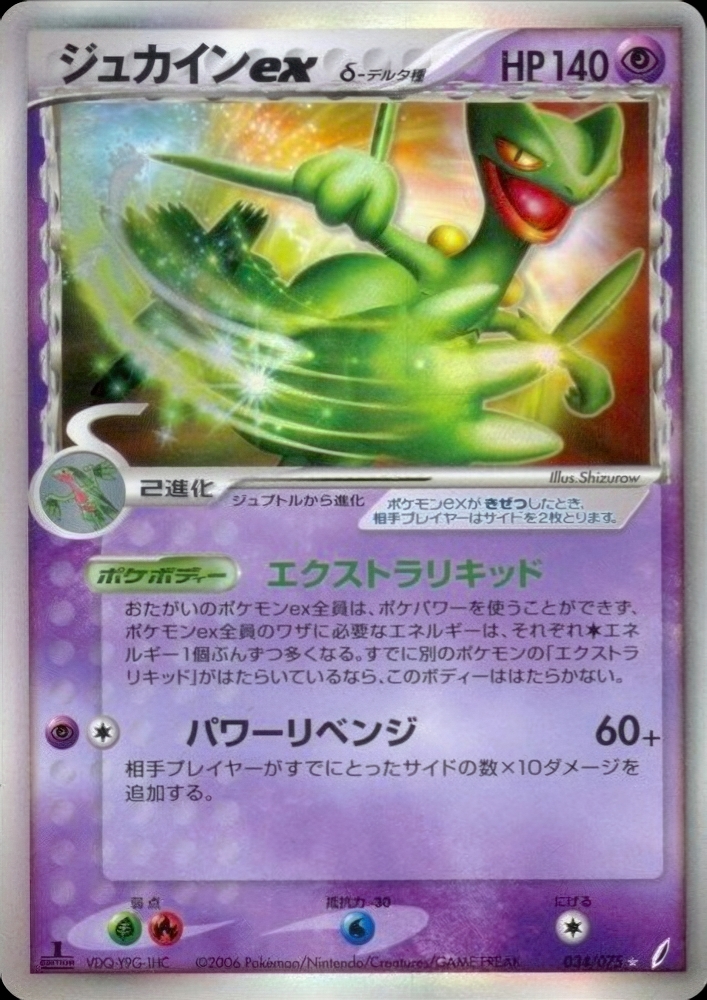 ジュカインex δ-デルタ種 HP140
Illus.Shizurow
2進化 ジュプトルから進化
ポケモンexがきぜつしたとき、
相手プレイヤーはサイドを2枚とります。
ポケボディー エクストラリキッド
おたがいのポケモンex全員は、ポケパワーを使うことができず、
ポケモンex全員のワザに必要なエネルギーは、それぞれ★エネ
ルギー1個ぶんずつ多くなる。すでに別のポケモンの「エクストラ
リキッド」がはたらいているなら、このボディーははたらかない。
パワーリベンジ 60+
相手プレイヤーがすでにとったサイドの数×10ダメージを
追加する。
弱点 抵抗力-30 にげる
1 EDITION VDQ-Y9G-1HC ©2006 Pokémon/Nintendo/Creatures/GAME FREAK 034/075 ★